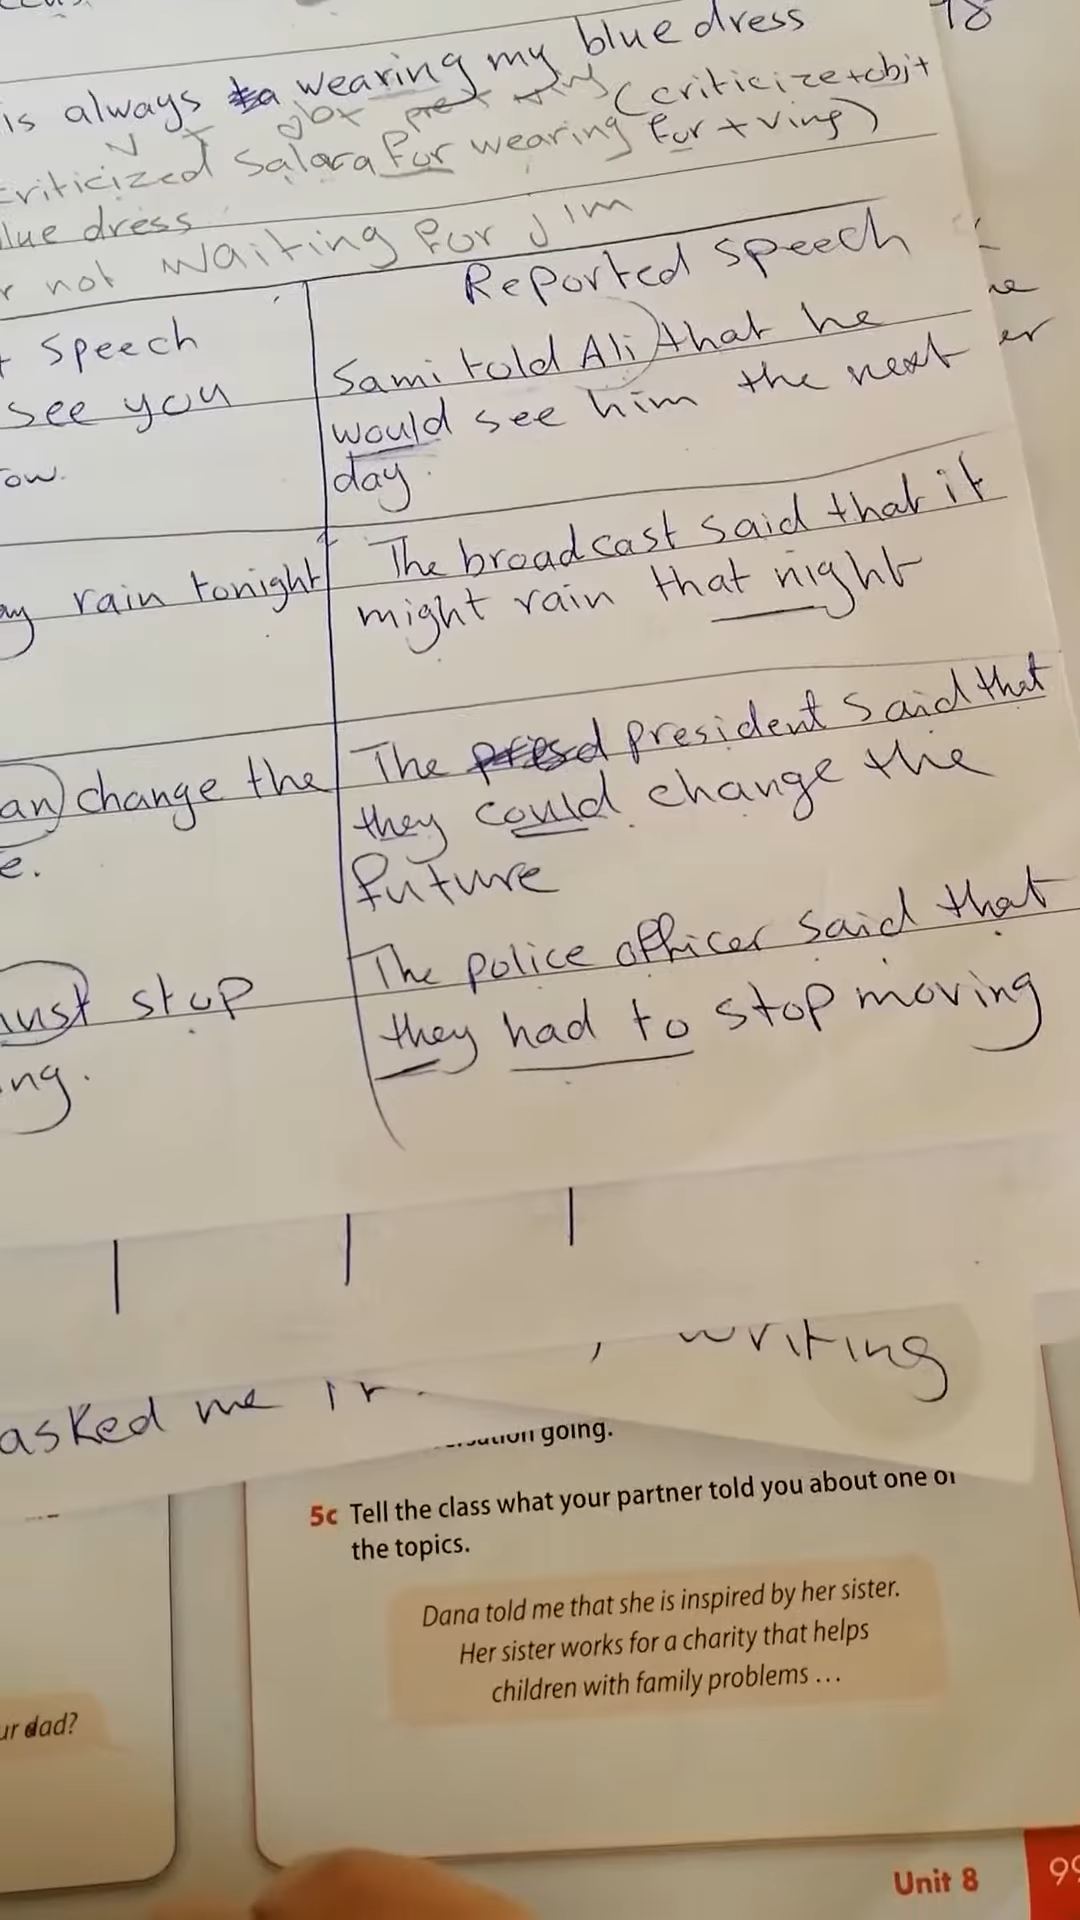 18
is always wearing my blue dress
(criticize+obj+
criticized Salara for wearing for + ving)
blue dress
not waiting for Jim
Reported speech
speech
see you
Sami told Ali that he
would see him the next
day.
rain tonight
The broadcast said that it
might rain that night
change the
The president said that
they could change the
future
must stop
The police officer said that
they had to stop moving
writing
asked me
going.
5c Tell the class what your partner told you about one of
the topics.
Dana told me that she is inspired by her sister.
Her sister works for a charity that helps
children with family problems ...
dad?
Unit 8
99